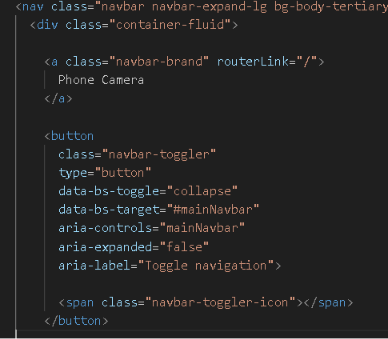 <nav class="navbar navbar-expand-lg bg-body-tertiary
<div class="container-fluid">
<a class="navbar-brand" routerLink="/">
Phone Camera
</a>
<button
class="navbar-toggler"
type="button"
data-bs-toggle="collapse"
data-bs-target="#mainNavbar"
aria-controls="mainNavbar"
aria-expanded="false"
aria-label="Toggle navigation">
<span class="navbar-toggler-icon"></span>
</button>